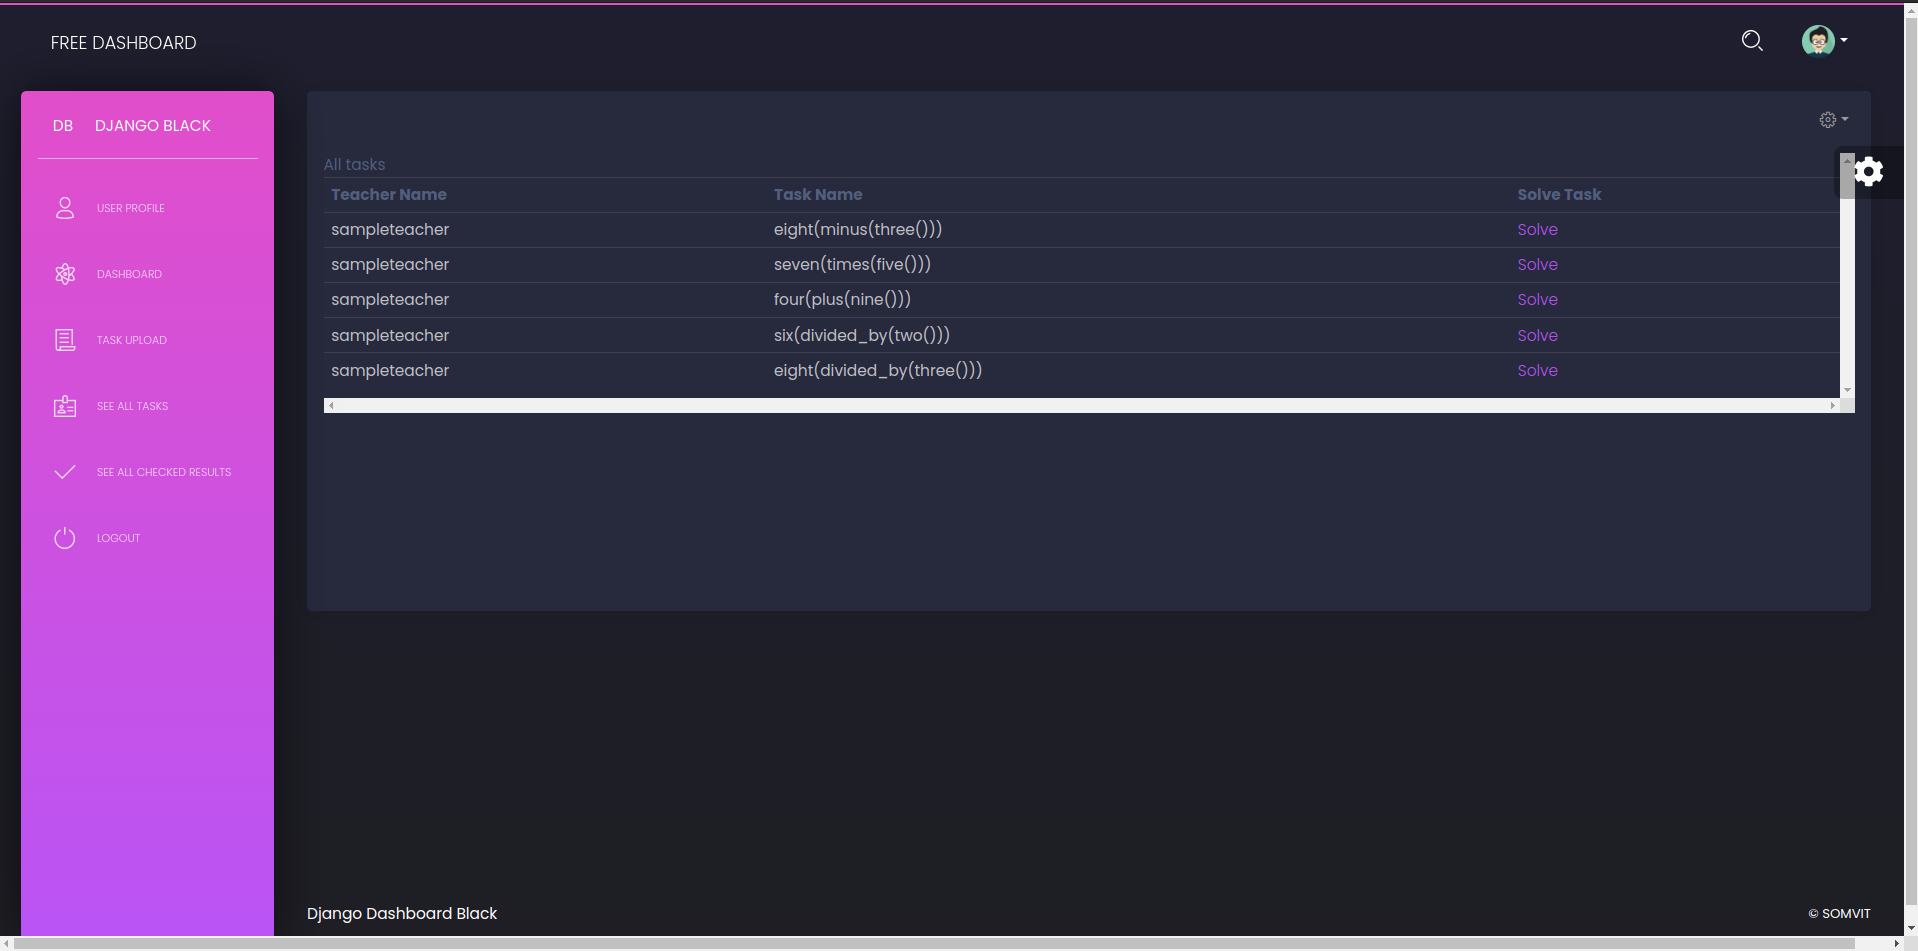 FREE DASHBOARD
DB DJANGO BLACK
USER PROFILE
DASHBOARD
TASK UPLOAD
SEE ALL TASKS
SEE ALL CHECKED RESULTS
LOGOUT
All tasks
Teacher Name Task Name Solve Task
sampleteacher eight(minus(three())) Solve
sampleteacher seven(times(five())) Solve
sampleteacher four(plus(nine())) Solve
sampleteacher six(divided_by(two())) Solve
sampleteacher eight(divided_by(three())) Solve
Django Dashboard Black
© SOMVIT